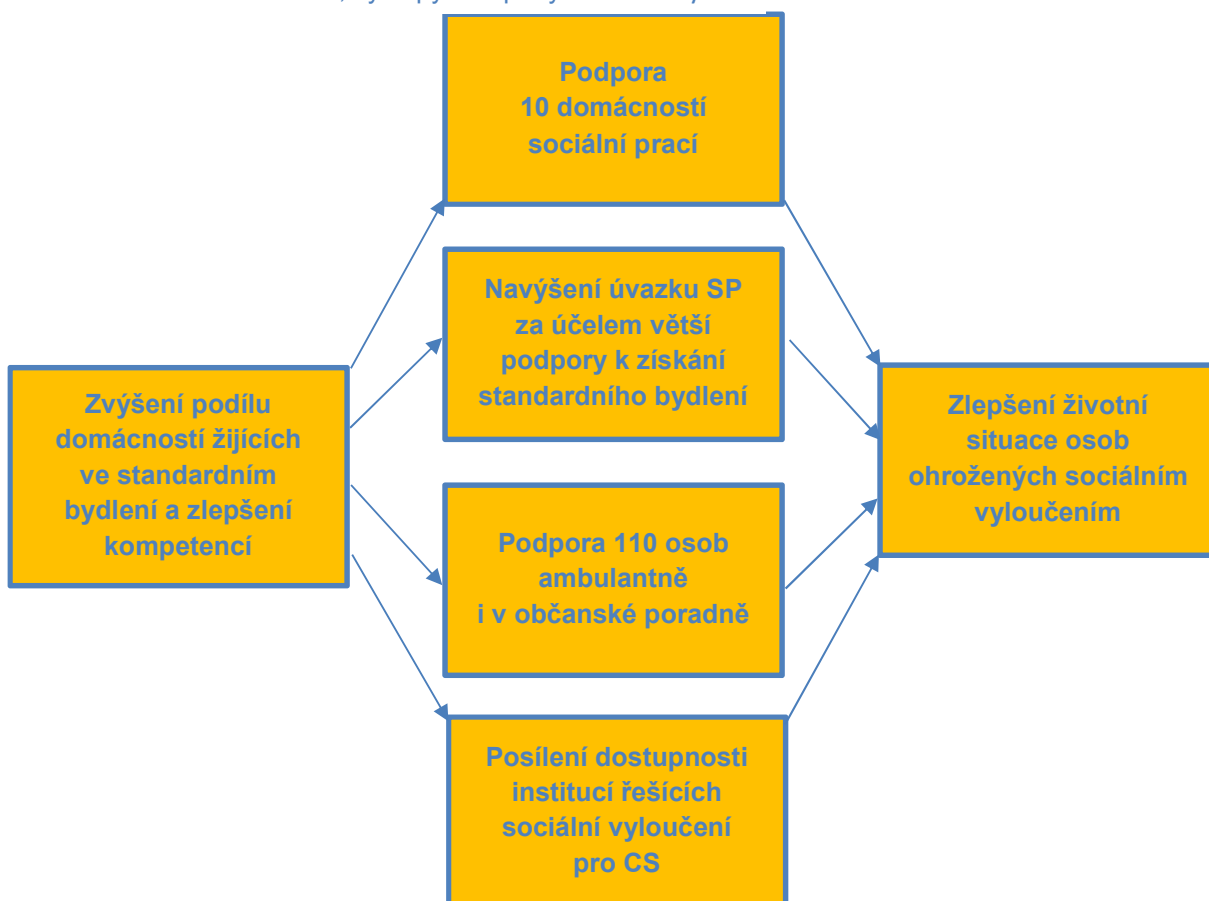 Podpora
10 domácností
sociální prací
Navýšení úvazku SP
za účelem větší
podpory k získání
standardního bydlení
Zvýšení podílu
domácností žijících
ve standardním
bydlení a zlepšení
kompetencí
Zlepšení životní
situace osob
ohrožených sociálním
vyloučením
Podpora 110 osob
ambulantně
i v občanské poradně
Posílení dostupnosti
institucí řešících
sociální vyloučení
pro CS